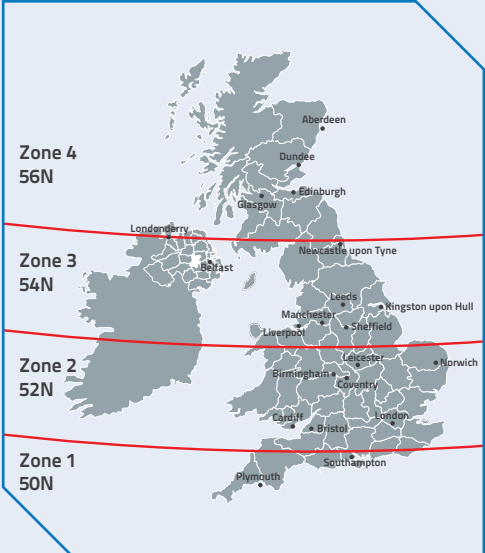 Aberdeen
Zone 4
56N
Dundee
Edinburgh
Glasgow
Londonderry
Newcastle upon Tyne
Zone 3
54N
Belfast
Leeds
Kingston upon Hull
Manchester
Sheffield
Liverpool
Zone 2
52N
Leicester
Norwich
Birmingham
Coventry
Cardiff
London
Bristol
Zone 1
50N
Southampton
Plymouth